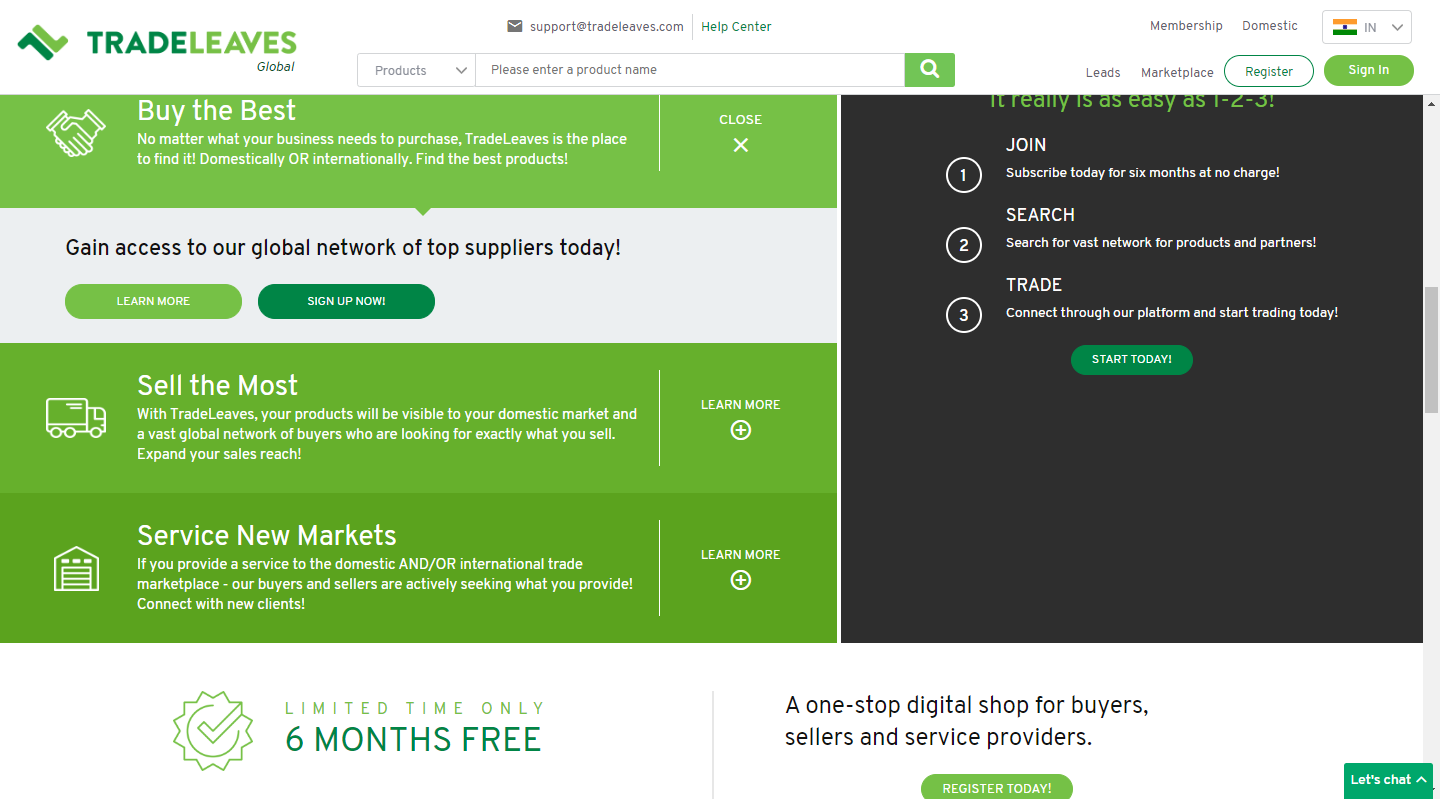 TRADELEAVES
Global
support@tradeleaves.com
Help Center
Membership
Domestic
IN
Products
Please enter a product name
Leads
Marketplace
Register
Sign In
Buy the Best
No matter what your business needs to purchase, TradeLeaves is the place
to find it! Domestically OR internationally. Find the best products!
CLOSE
Gain access to our global network of top suppliers today!
LEARN MORE
SIGN UP NOW!
Sell the Most
With TradeLeaves, your products will be visible to your domestic market and
a vast global network of buyers who are looking for exactly what you sell.
Expand your sales reach!
LEARN MORE
Service New Markets
If you provide a service to the domestic AND/OR international trade
marketplace - our buyers and sellers are actively seeking what you provide!
Connect with new clients!
LEARN MORE
It really is as easy as 1-2-3!
JOIN
1
Subscribe today for six months at no charge!
SEARCH
2
Search for vast network for products and partners!
TRADE
3
Connect through our platform and start trading today!
START TODAY!
LIMITED TIME ONLY
6 MONTHS FREE
A one-stop digital shop for buyers,
sellers and service providers.
REGISTER TODAY!
Let's chat